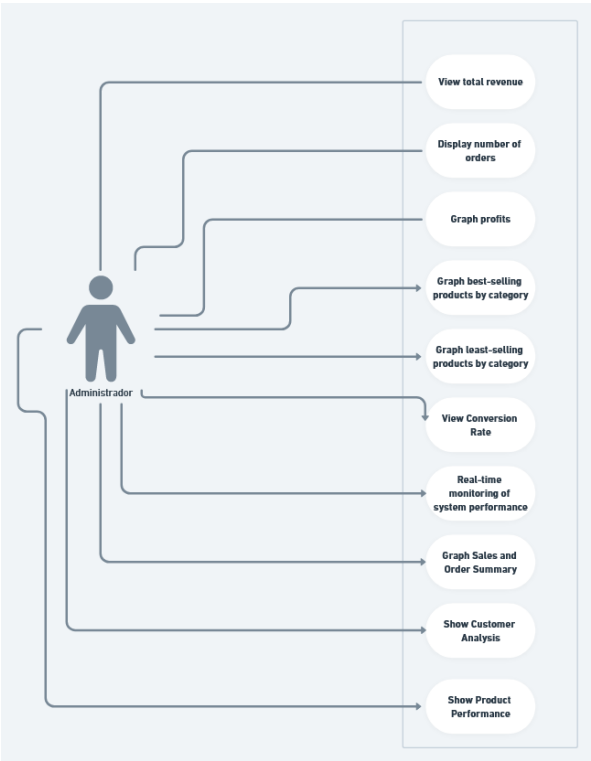 View total revenue
Display number of
orders
Graph profits
Graph best-selling
products by category
Graph least-selling
products by category
Administrador
View Conversion
Rate
Real-time
monitoring of
system performance
Graph Sales and
Order Summary
Show Customer
Analysis
Show Product
Performance